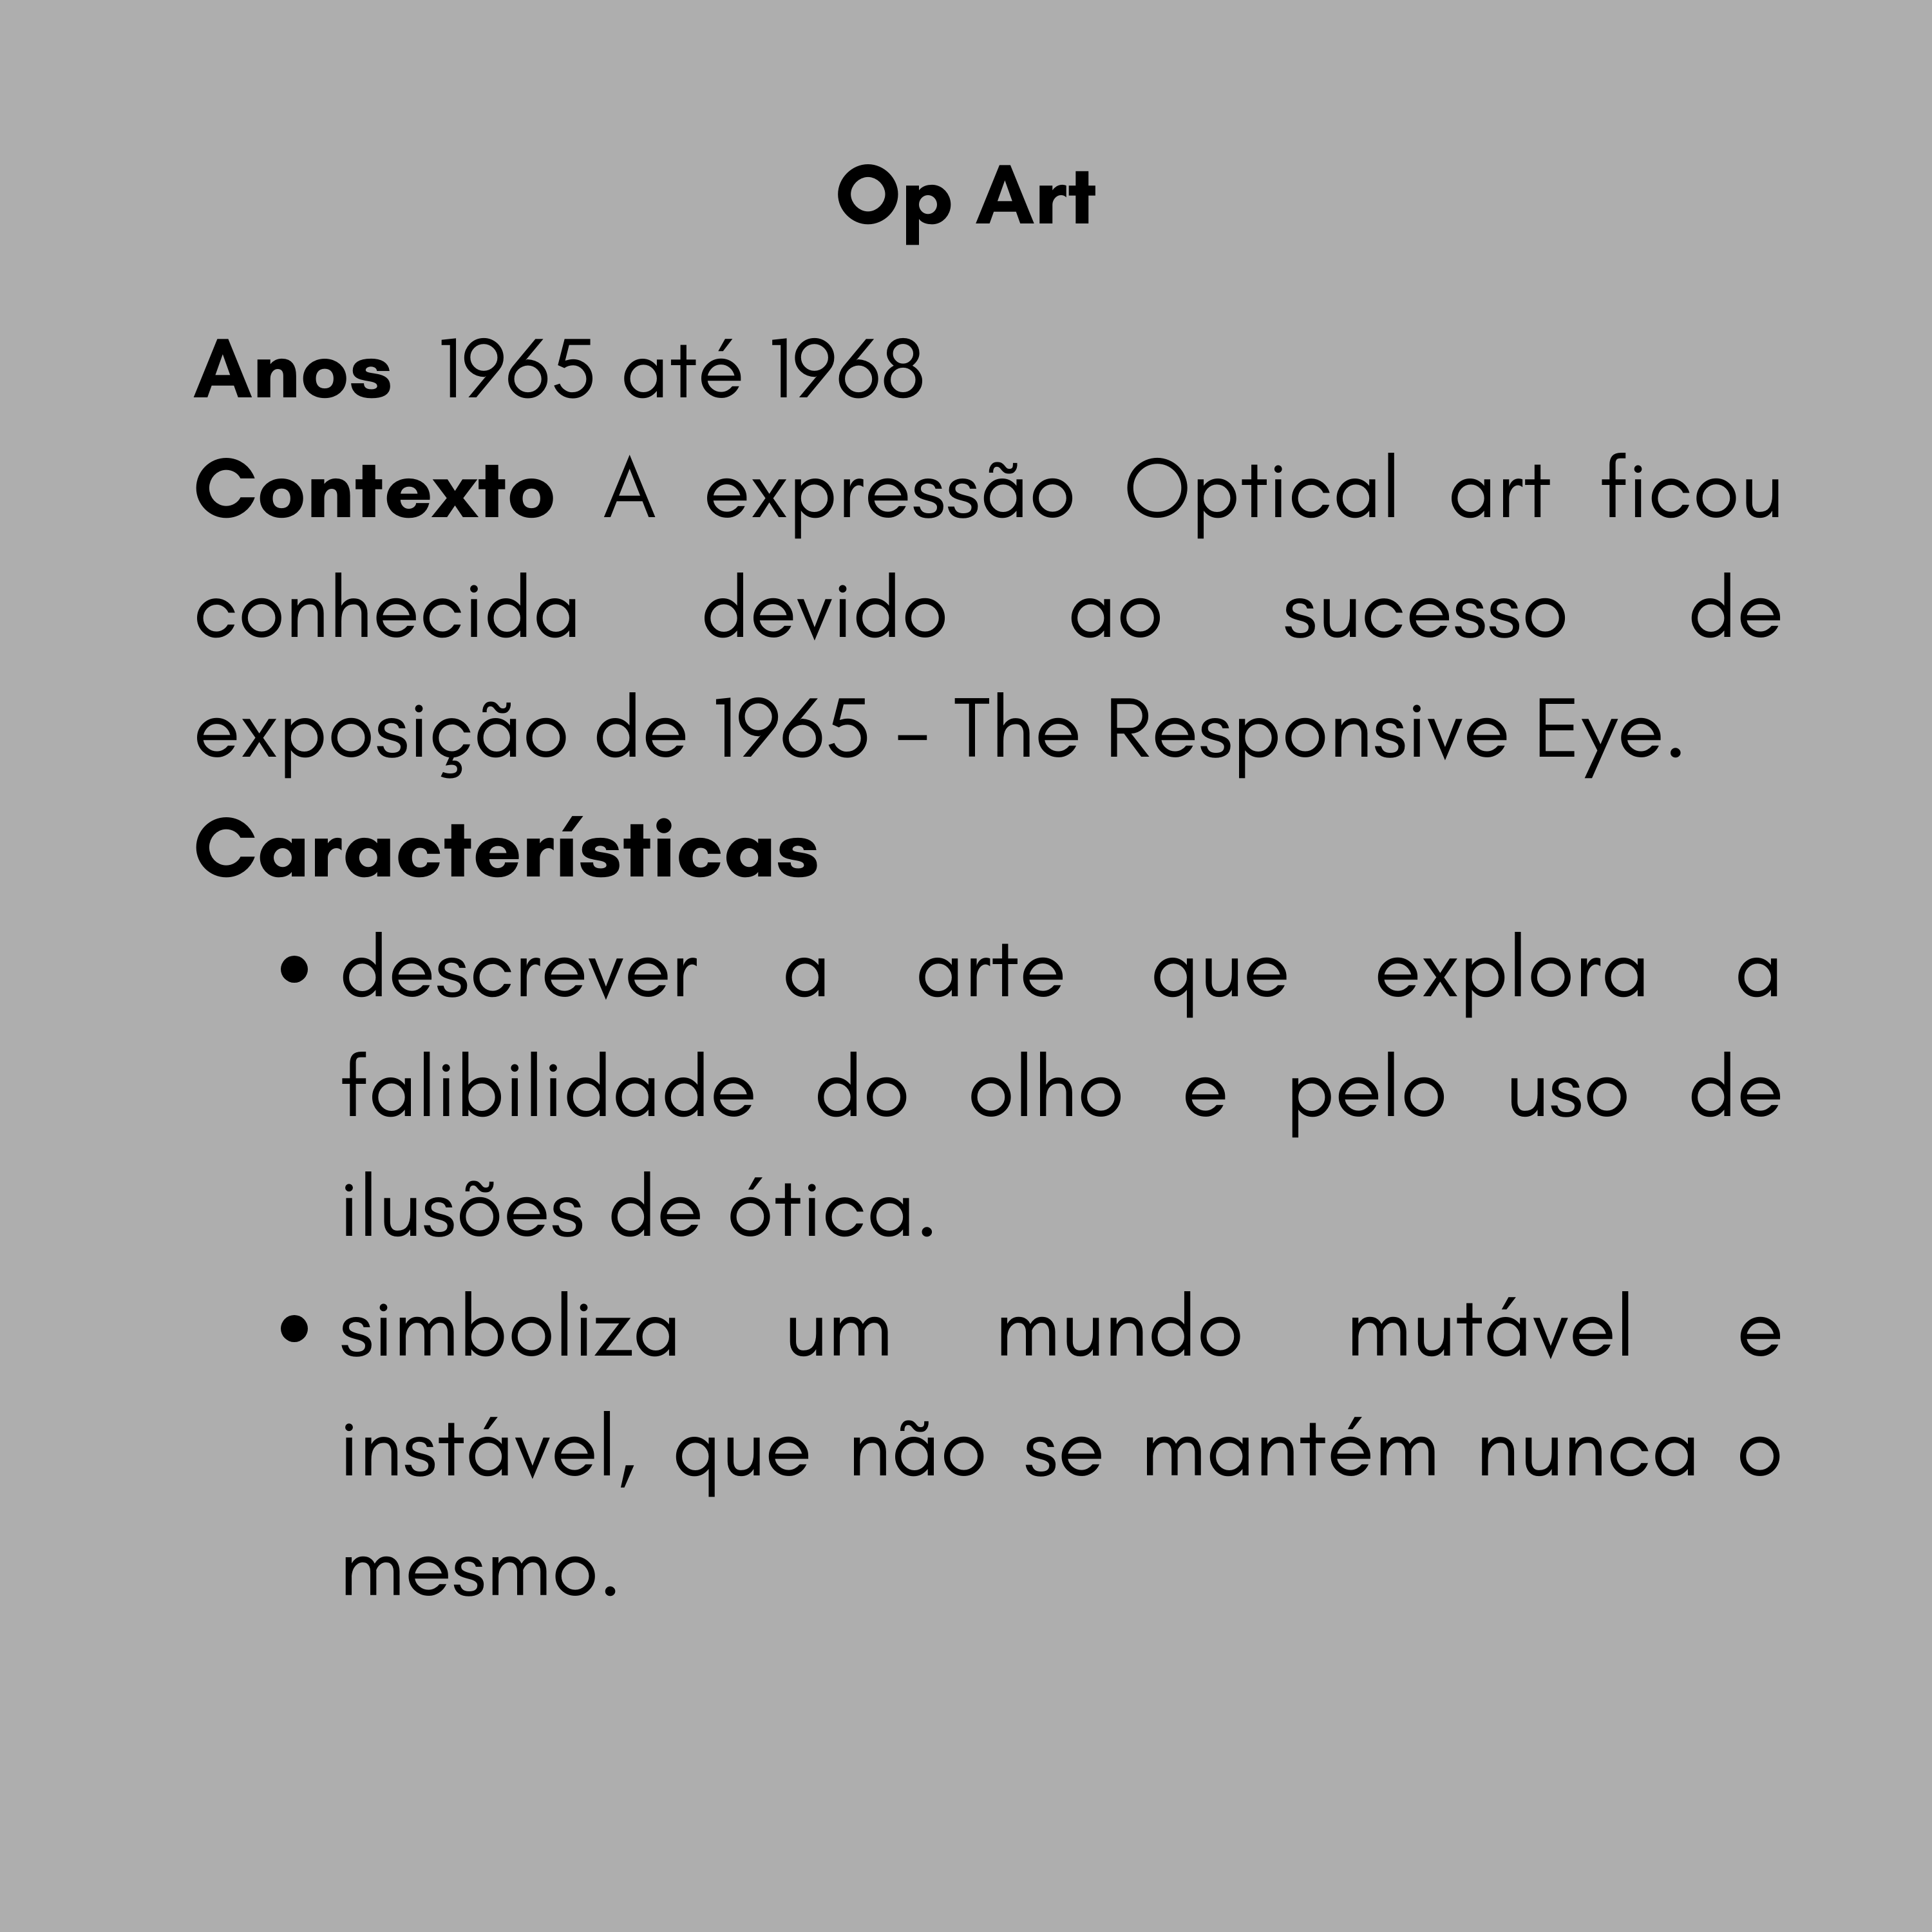 Op Art
Anos 1965 até 1968
Contexto A expressão Optical art ficou
conhecida devido ao sucesso de
exposição de 1965 - The Responsive Eye.
Características
• descrever a arte que explora a
falibilidade do olho e pelo uso de
ilusões de ótica.
• simboliza um mundo mutável e
instável, que não se mantém nunca o
mesmo.